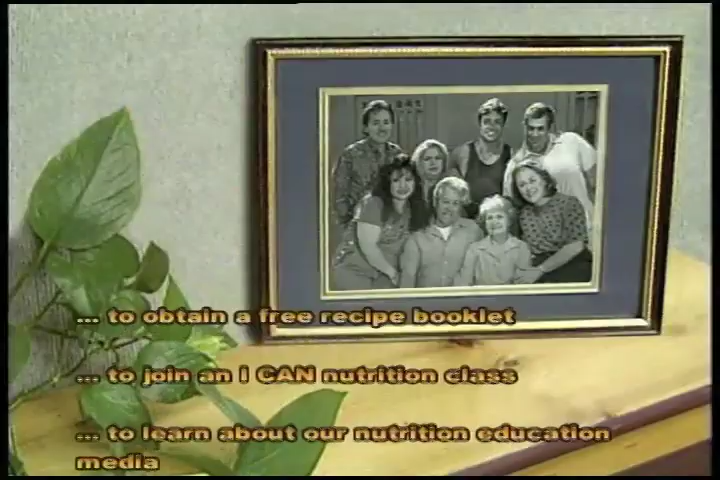 ... to obtain a free recipe booklet
... to join an I CAN nutrition class
... to learn about our nutrition education
media